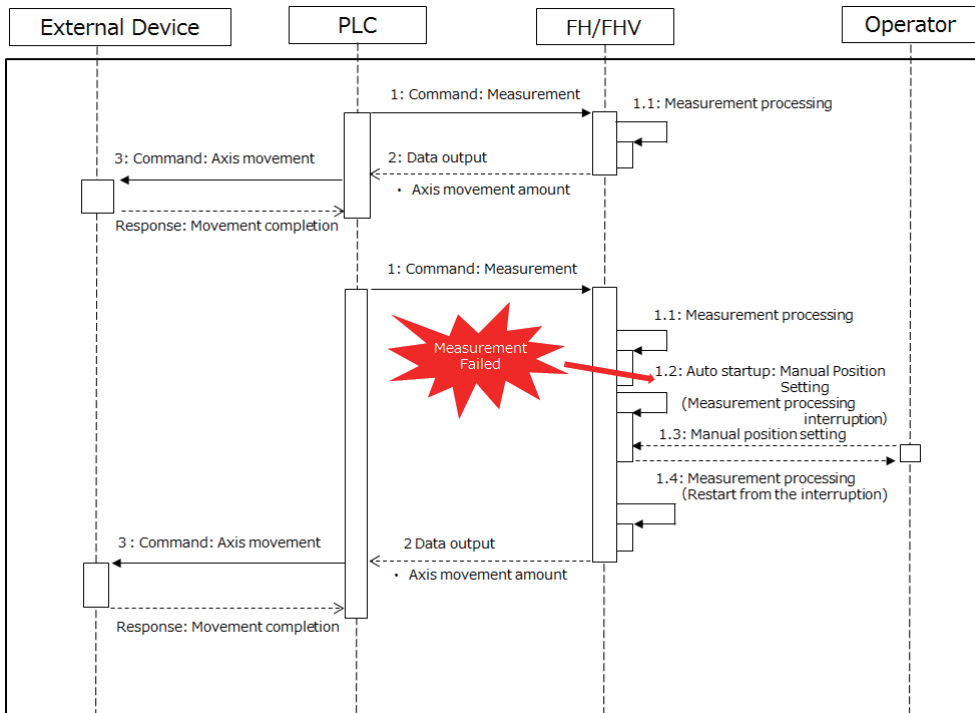 External Device
PLC
FH/FHV
Operator
1: Command: Measurement
1.1: Measurement processing
2: Data output
・ Axis movement amount
3: Command: Axis movement
Response: Movement completion
1: Command: Measurement
Measurement
Failed
1.1: Measurement processing
1.2: Auto startup: Manual Position
Setting
(Measurement processing
interruption)
1.3: Manual position setting
1.4: Measurement processing
(Restart from the interruption)
2 Data output
・ Axis movement amount
3 : Command: Axis movement
Response: Movement completion